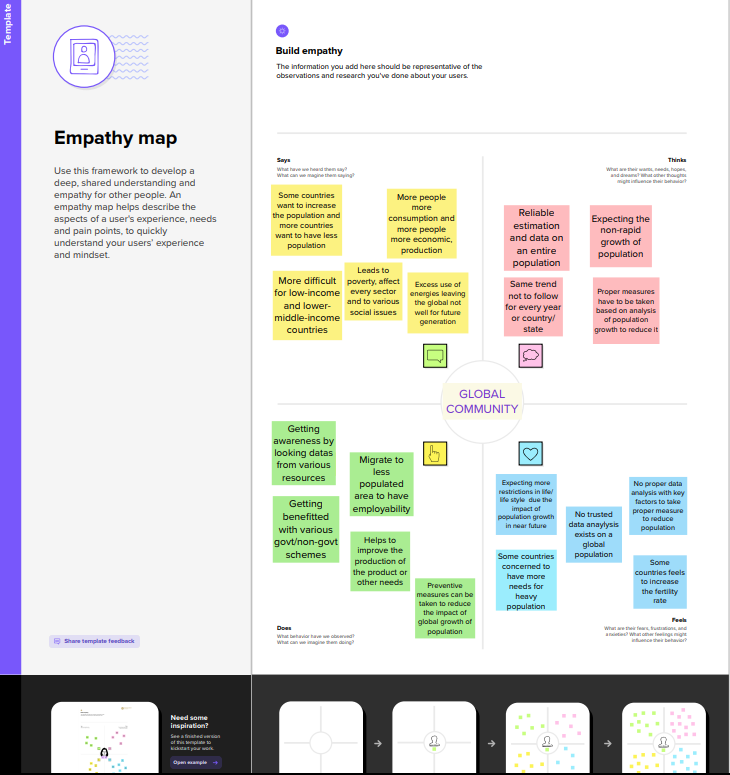 Template
Empathy map
Use this framework to develop a
deep, shared understanding and
empathy for other people. An
empathy map helps describe the
aspects of a user's experience, needs
and pain points, to quickly
understand your users' experience
and mindset.
Share template feedback
Build empathy
The information you add here should be representative of the
observations and research you've done about your users.
Says
What have we heard them say?
What can we imagine them saying?
Some countries
want to increase
the population and
more countries
want to have less
population
More people
more
consumption and
more people
more economic,
production
More difficult
for low-income
and lower-
middle-income
countries
Leads to
poverty, affect
every sector
and to various
social issues
Excess use of
energies leaving
the global not
well for future
generation
Thinks
What are their wants, needs, hopes,
and dreams? What other thoughts
might influence their behavior?
Reliable
estimation
and data on
an entire
population
Expecting the
non-rapid
growth of
population
Same trend
not to follow
for every year
or country/
state
Proper measures
have to be taken
based on analysis
of population
growth to reduce it
GLOBAL
COMMUNITY
Getting
awareness by
looking datas
from various
resources
Migrate to
less
populated
area to have
employability
Getting
benefitted
with various
govt/non-govt
schemes
Helps to
improve the
production of
the product or
other needs
Preventive
measures can be
taken to reduce
the impact of
global growth of
population
Does
What behavior have we observed?
What can we imagine them doing?
Expecting more
restrictions in life/
life style due the
impact of
population growth
in near future
No trusted
data anaylysis
exists on a
global
population
No proper data
analysis with key
factors to take
proper measure
to reduce
population
Some countries
concerned to
have more
needs for
heavy
population
Some
countries feels
to increase
the fertility
rate
Feels
What are their fears, frustrations, and
anxieties? What other feelings might
influence their behavior?
Need some
inspiration?
See a finished version
of this template to
kickstart your work.
Open example